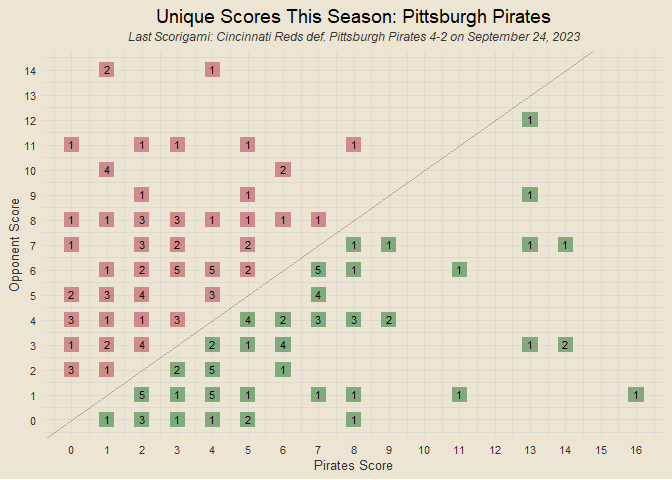 Unique Scores This Season: Pittsburgh Pirates
Last Scorigami: Cincinnati Reds def. Pittsburgh Pirates 4-2 on September 24, 2023
Opponent Score
14 2 1
13
12 1
11 1 1 1 1 1
10 4 2
9 1 1 1
8 1 1 3 3 1 1 1 1
7 1 3 2 2 1 1 1 1
6 1 2 5 5 2 5 1 1
5 2 3 4 3 4
4 3 1 1 3 4 2 3 3 2
3 1 2 4 2 1 4 1 2
2 3 1 2 5 1
1 5 1 5 1 1 1 1 1
0 1 3 1 1 2 1
0 1 2 3 4 5 6 7 8 9 10 11 12 13 14 15 16
Pirates Score